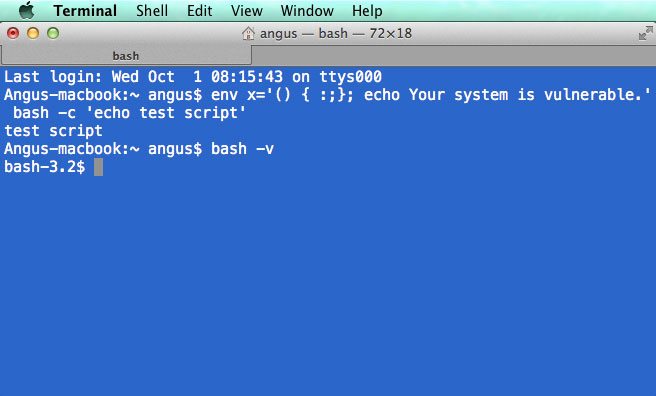 Terminal Shell Edit View Window Help
angus — bash — 72×18
bash
Last login: Wed Oct  1 08:15:43 on ttys000
Angus-macbook:~ angus$ env x='() { :;}; echo Your system is vulnerable.'
 bash -c 'echo test script'
test script
Angus-macbook:~ angus$ bash -v
bash-3.2$